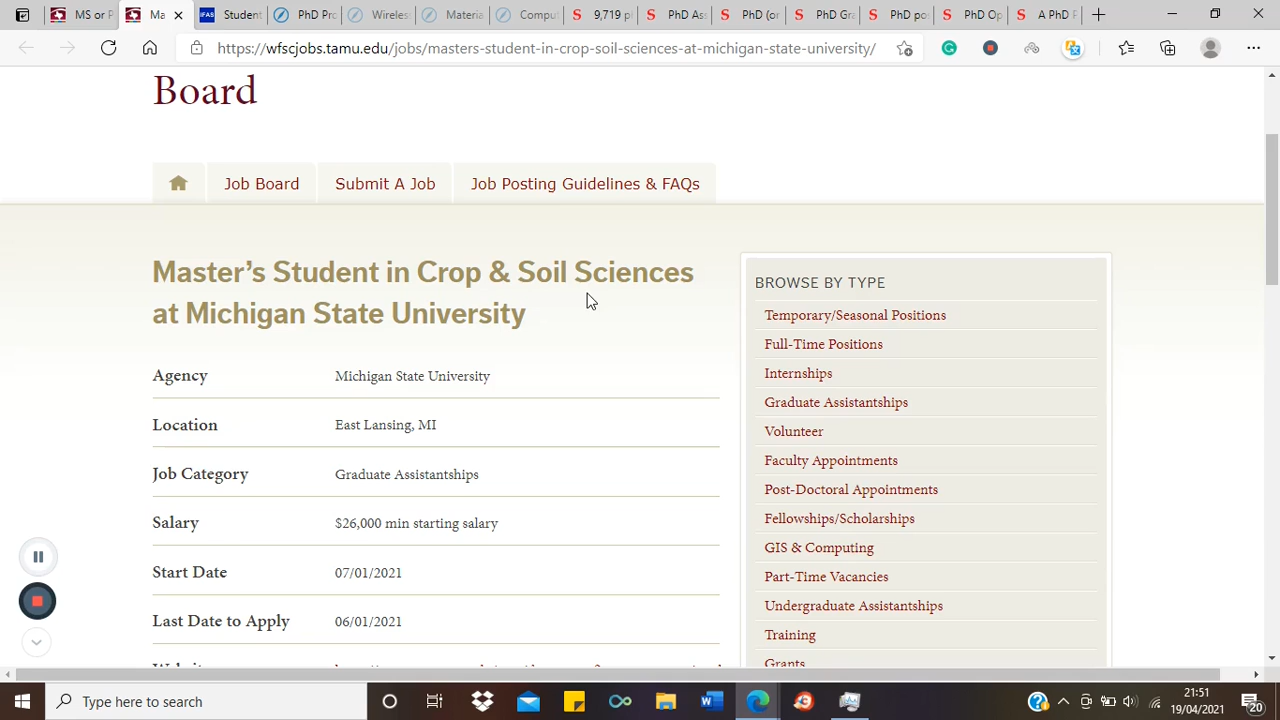 MS or P
Ma
IFAS Student
PhD Pro
Wireles
Materia
Comput
S 9,719 p
S PhD Ass
S PhD (or
S PhD Gra
S PhD pos
S PhD Op
S A PhD P
https://wfscjobs.tamu.edu/jobs/masters-student-in-crop-soil-sciences-at-michigan-state-university/
Board
Job Board
Submit A Job
Job Posting Guidelines & FAQs
Master's Student in Crop & Soil Sciences
at Michigan State University
Agency Michigan State University
Location East Lansing, MI
Job Category Graduate Assistantships
Salary $26,000 min starting salary
Start Date 07/01/2021
Last Date to Apply 06/01/2021
BROWSE BY TYPE
Temporary/Seasonal Positions
Full-Time Positions
Internships
Graduate Assistantships
Volunteer
Faculty Appointments
Post-Doctoral Appointments
Fellowships/Scholarships
GIS & Computing
Part-Time Vacancies
Undergraduate Assistantships
Training
Grants
Type here to search
21:51
19/04/2021
20